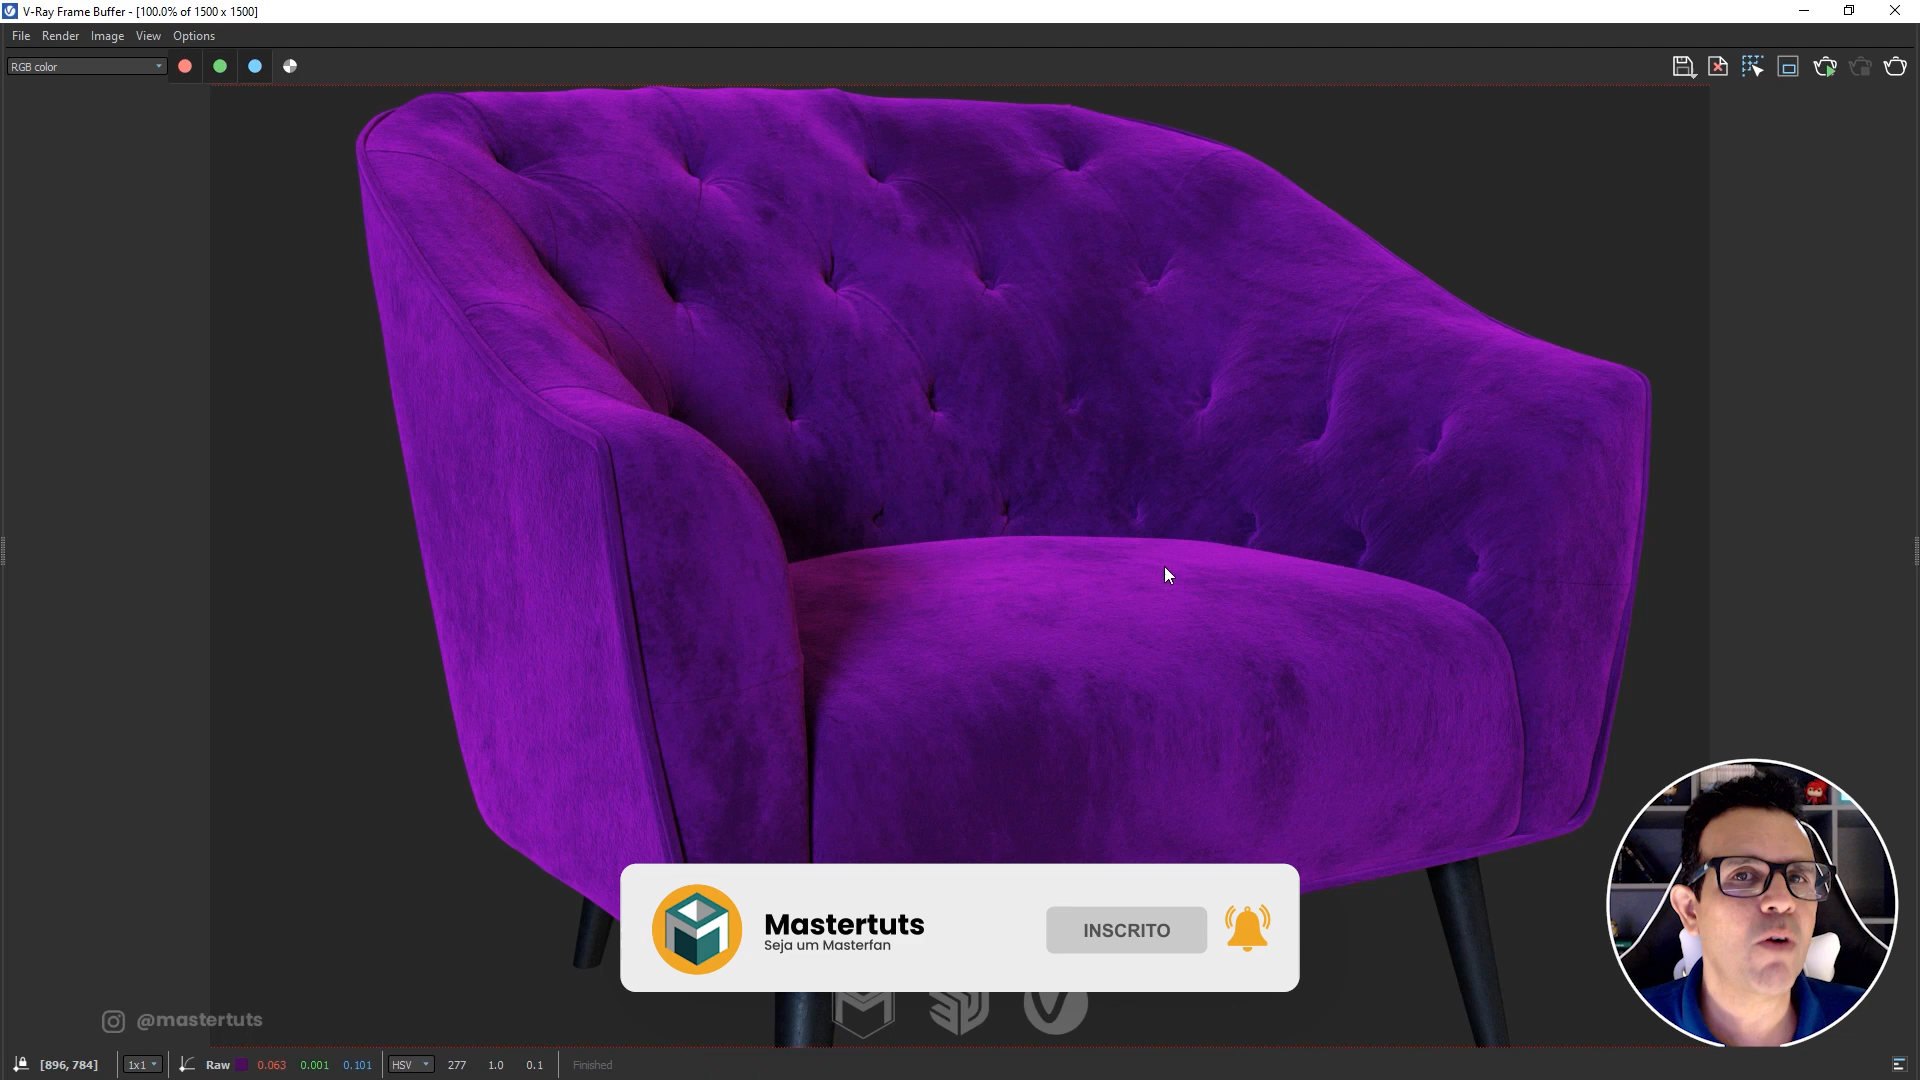 V-Ray Frame Buffer - [100.0% of 1500 x 1500]
File Render Image View Options
RGB color
Mastertuts
Seja um Masterfan
INSCRITO
@mastertuts
[896, 784] 1x1 Raw 0.063 0.001 0.101 HSV 277 1.0 0.1 Finished